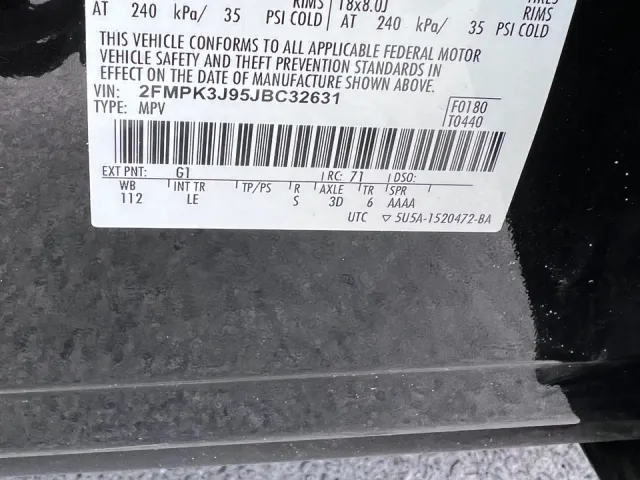 RIMS 18x8.0J RIMS
AT 240 kPa/ 35 PSI COLD AT 240 kPa/ 35 PSI COLD
THIS VEHICLE CONFORMS TO ALL APPLICABLE FEDERAL MOTOR
VEHICLE SAFETY AND THEFT PREVENTION STANDARDS IN
EFFECT ON THE DATE OF MANUFACTURE SHOWN ABOVE.
VIN: 2FMPK3J95JBC32631
TYPE: MPV
F0180
T0440
EXT PNT: G1 RC: 71 DSO:
WB INT TR TP/PS R AXLE TR SPR
112 LE S 3D 6 AAAA
UTC ▽ 5U5A-1520472-BA